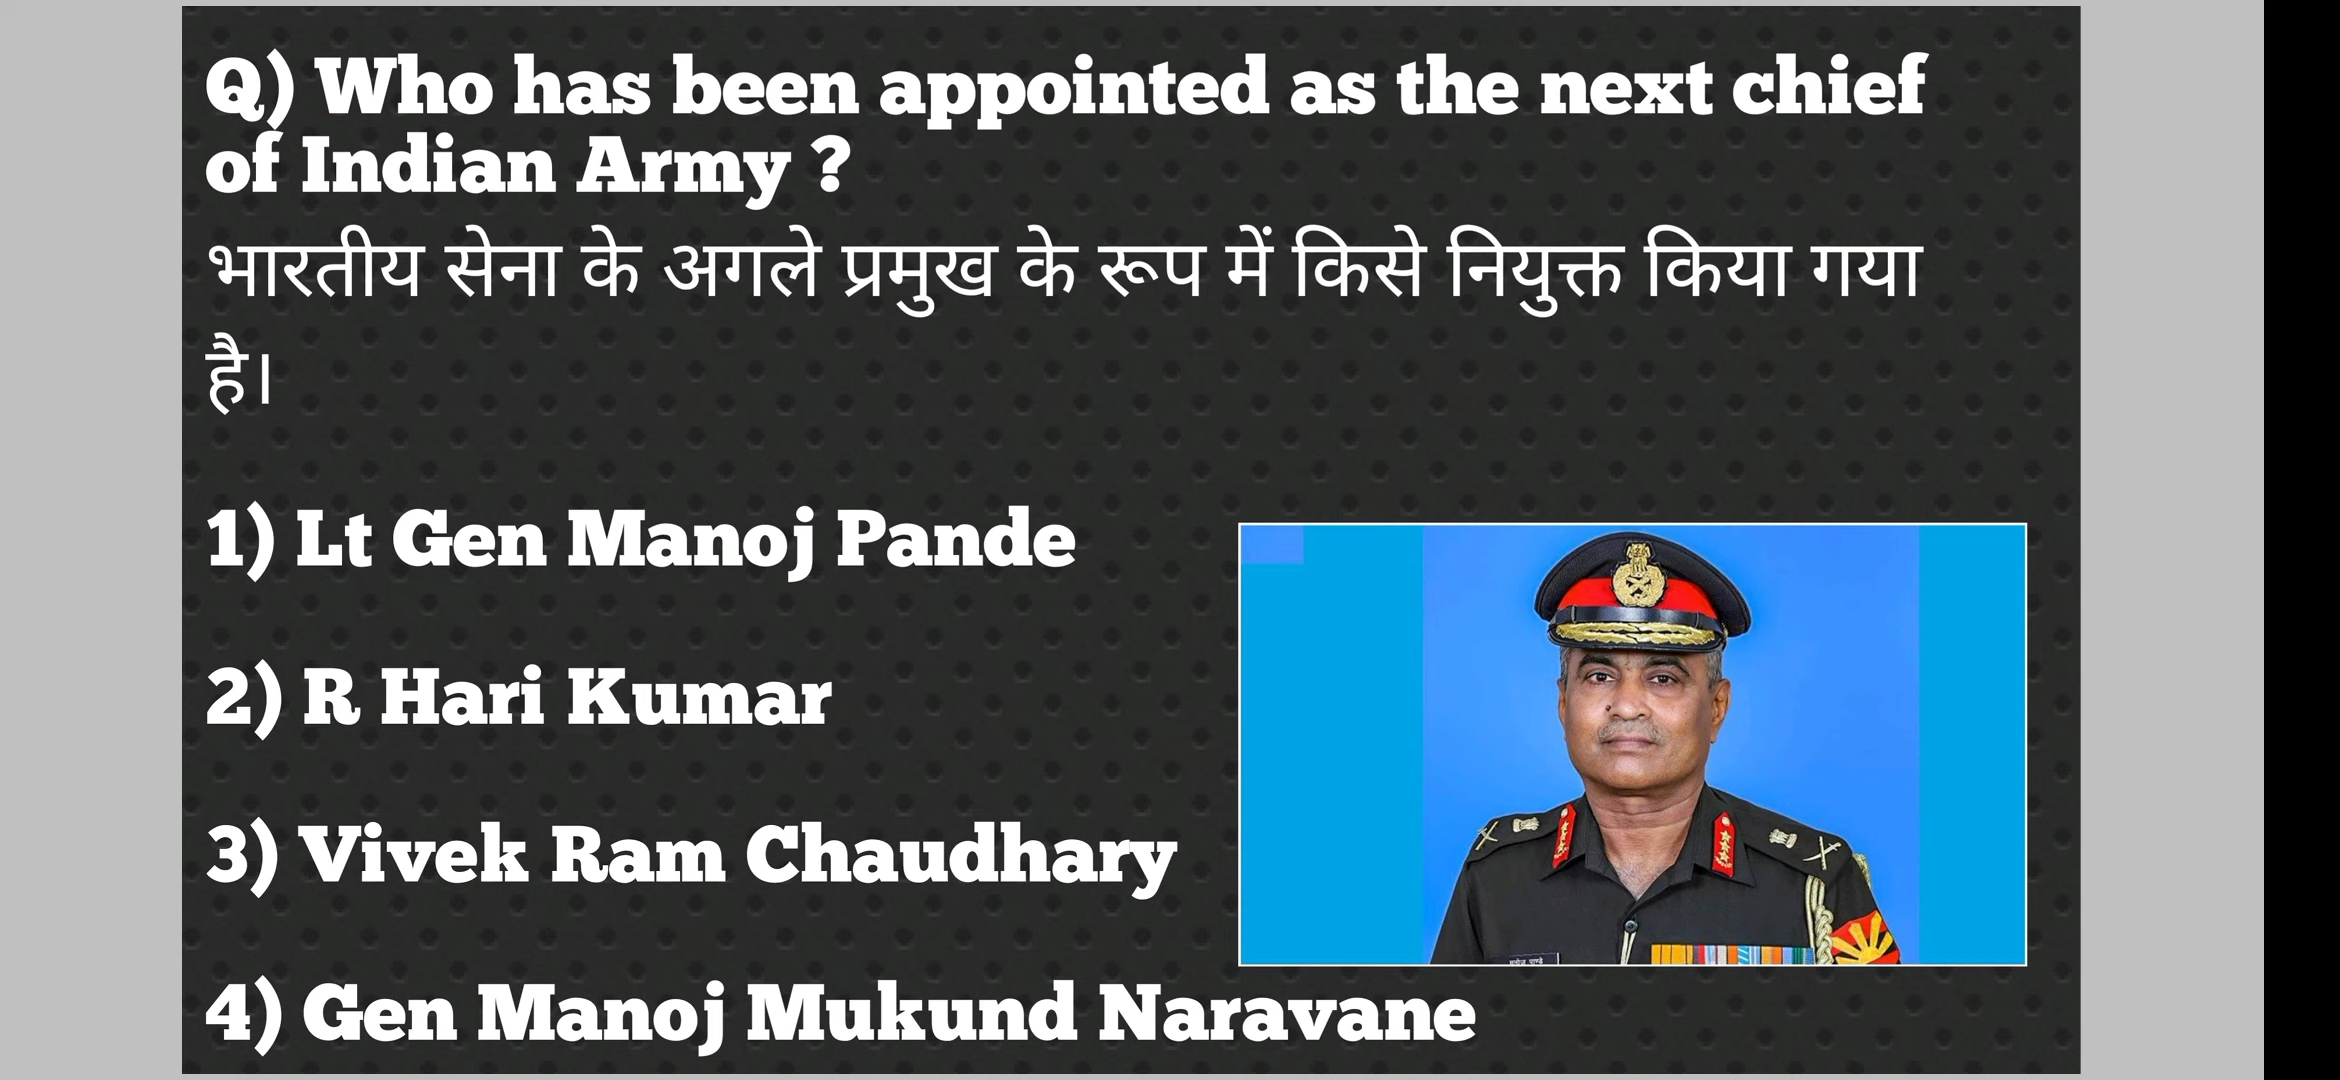 Q) Who has been appointed as the next chief
of Indian Army ?
भारतीय सेना के अगले प्रमुख के रूप में किसे नियुक्त किया गया
है।
1) Lt Gen Manoj Pande
2) R Hari Kumar
3) Vivek Ram Chaudhary
4) Gen Manoj Mukund Naravane
मनोज पाण्डे